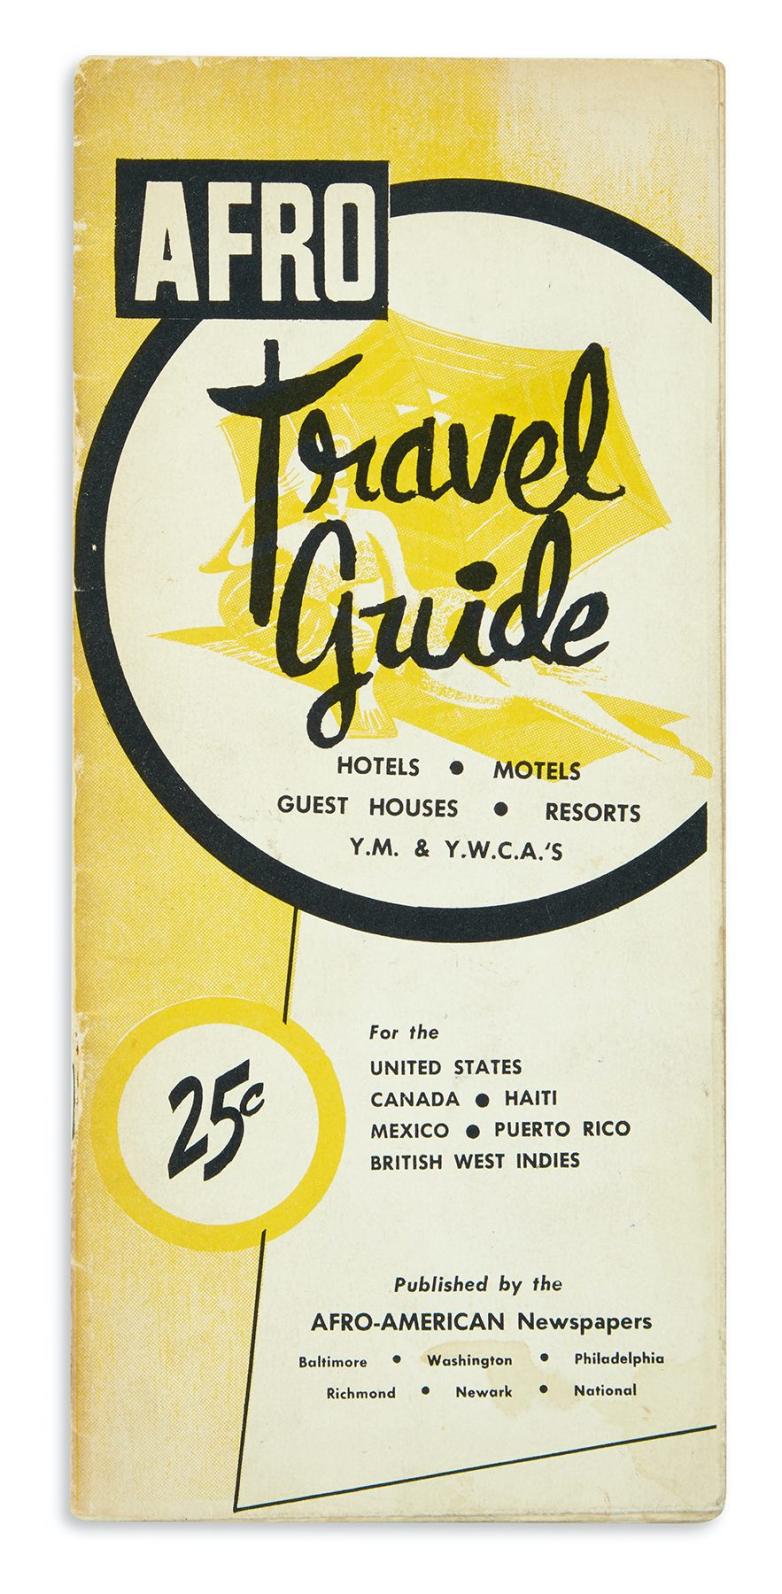 AFRO
Travel
Guide
HOTELS • MOTELS
GUEST HOUSES • RESORTS
Y.M. & Y.W.C.A.'S
25c
For the
UNITED STATES
CANADA • HAITI
MEXICO • PUERTO RICO
BRITISH WEST INDIES
Published by the
AFRO-AMERICAN Newspapers
Baltimore • Washington • Philadelphia
Richmond • Newark • National